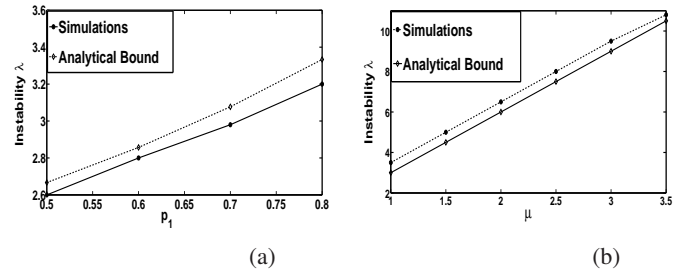 3.6
3.4
3.2
3
2.8
2.6
Instability λ
Simulations
Analytical Bound
0.5
0.55
0.6
0.65
0.7
0.75
0.8
p1
(a)
10
8
6
4
2
Instability λ
Simulations
Analytical Bound
1
1.5
2
2.5
3
3.5
μ
(b)